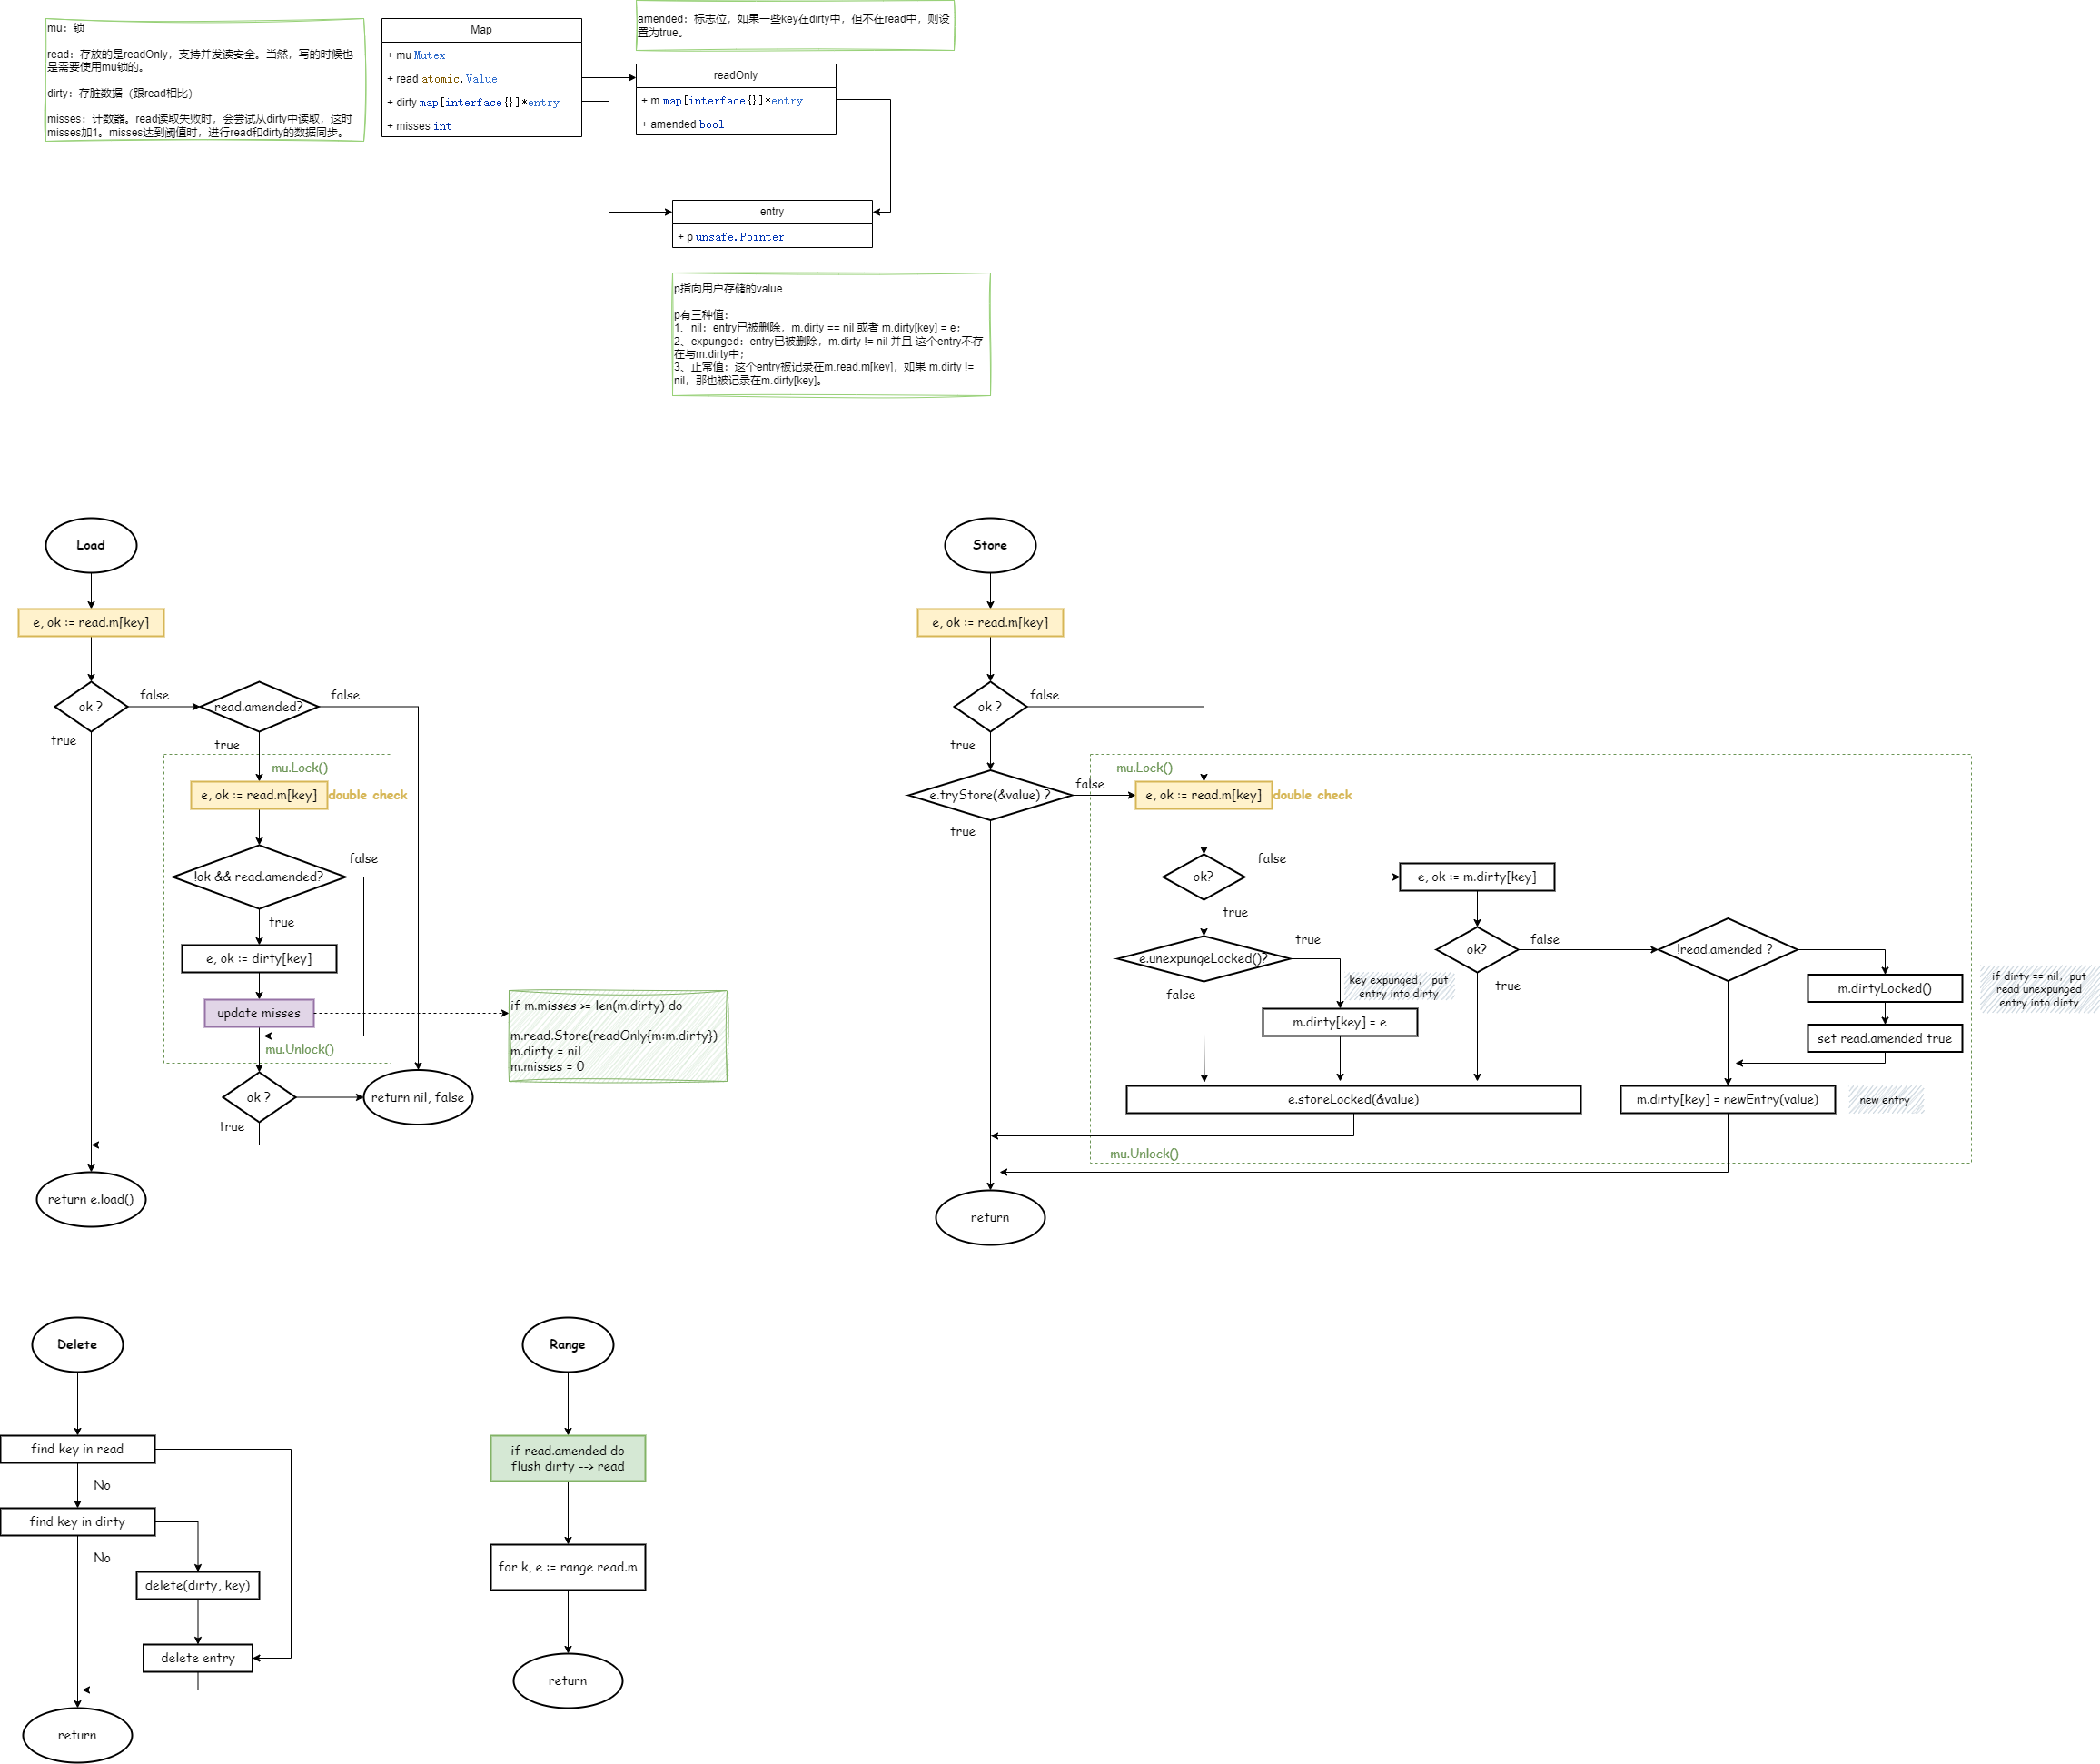 mu：锁
read：存放的是readOnly，支持并发读安全。当然，写的时候也
是需要使用mu锁的。
dirty：存脏数据（跟read相比）
misses：计数器。read读取失败时，会尝试从dirty中读取，这时
misses加1。misses达到阈值时，进行read和dirty的数据同步。
Map
+ mu Mutex
+ read atomic.Value
+ dirty map[interface{}]*entry
+ misses int
amended：标志位，如果一些key在dirty中，但不在read中，则设
置为true。
readOnly
+ m map[interface{}]*entry
+ amended bool
entry
+ p unsafe.Pointer
p指向用户存储的value
p有三种值：
1、nil：entry已被删除，m.dirty == nil 或者 m.dirty[key] = e；
2、expunged：entry已被删除，m.dirty != nil 并且 这个entry不存
在与m.dirty中；
3、正常值：这个entry被记录在m.read.m[key]，如果 m.dirty !=
nil，那也被记录在m.dirty[key]。
Load
e, ok := read.m[key]
ok ?
false
read.amended?
false
true
true
mu.Lock()
e, ok := read.m[key]
double check
!ok && read.amended?
false
true
e, ok := dirty[key]
update misses
mu.Unlock()
if m.misses >= len(m.dirty) do
m.read.Store(readOnly{m:m.dirty})
m.dirty = nil
m.misses = 0
ok ?
return nil, false
true
return e.load()
Store
e, ok := read.m[key]
ok ?
false
true
e.tryStore(&value) ?
false
true
mu.Lock()
e, ok := read.m[key]
double check
ok?
false
e, ok := m.dirty[key]
true
e.unexpungeLocked()?
true
false
key expunged， put
entry into dirty
m.dirty[key] = e
ok?
false
true
!read.amended ?
m.dirtyLocked()
set read.amended true
if dirty == nil，put
read unexpunged
entry into dirty
e.storeLocked(&value)
m.dirty[key] = newEntry(value)
new entry
mu.Unlock()
return
Delete
find key in read
No
find key in dirty
No
delete(dirty, key)
delete entry
return
Range
if read.amended do
flush dirty --> read
for k, e := range read.m
return